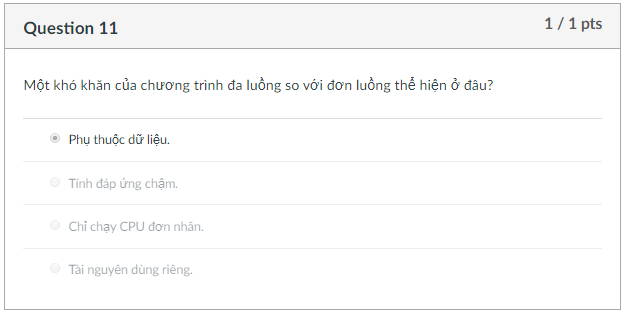 Question 11
1 / 1 pts
Một khó khăn của chương trình đa luồng so với đơn luồng thể hiện ở đâu?
Phụ thuộc dữ liệu.
Tính đáp ứng chậm.
Chỉ chạy CPU đơn nhân.
Tài nguyên dùng riêng.